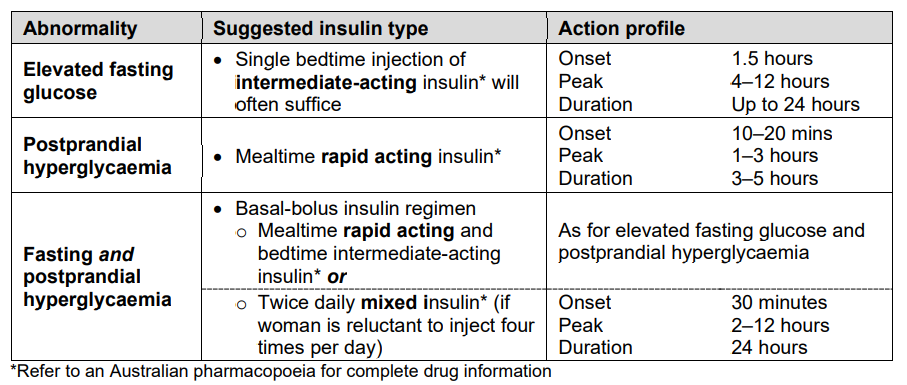 Abnormality Suggested insulin type Action profile
Elevated fasting
glucose
• Single bedtime injection of
intermediate-acting insulin* will
often suffice
Onset 1.5 hours
Peak 4–12 hours
Duration Up to 24 hours
Postprandial
hyperglycaemia
• Mealtime rapid acting insulin*
Onset 10–20 mins
Peak 1–3 hours
Duration 3–5 hours
Fasting and
postprandial
hyperglycaemia
• Basal-bolus insulin regimen
o Mealtime rapid acting and
bedtime intermediate-acting
insulin* or
As for elevated fasting glucose and
postprandial hyperglycaemia
o Twice daily mixed insulin* (if
woman is reluctant to inject four
times per day)
Onset 30 minutes
Peak 2–12 hours
Duration 24 hours
*Refer to an Australian pharmacopoeia for complete drug information